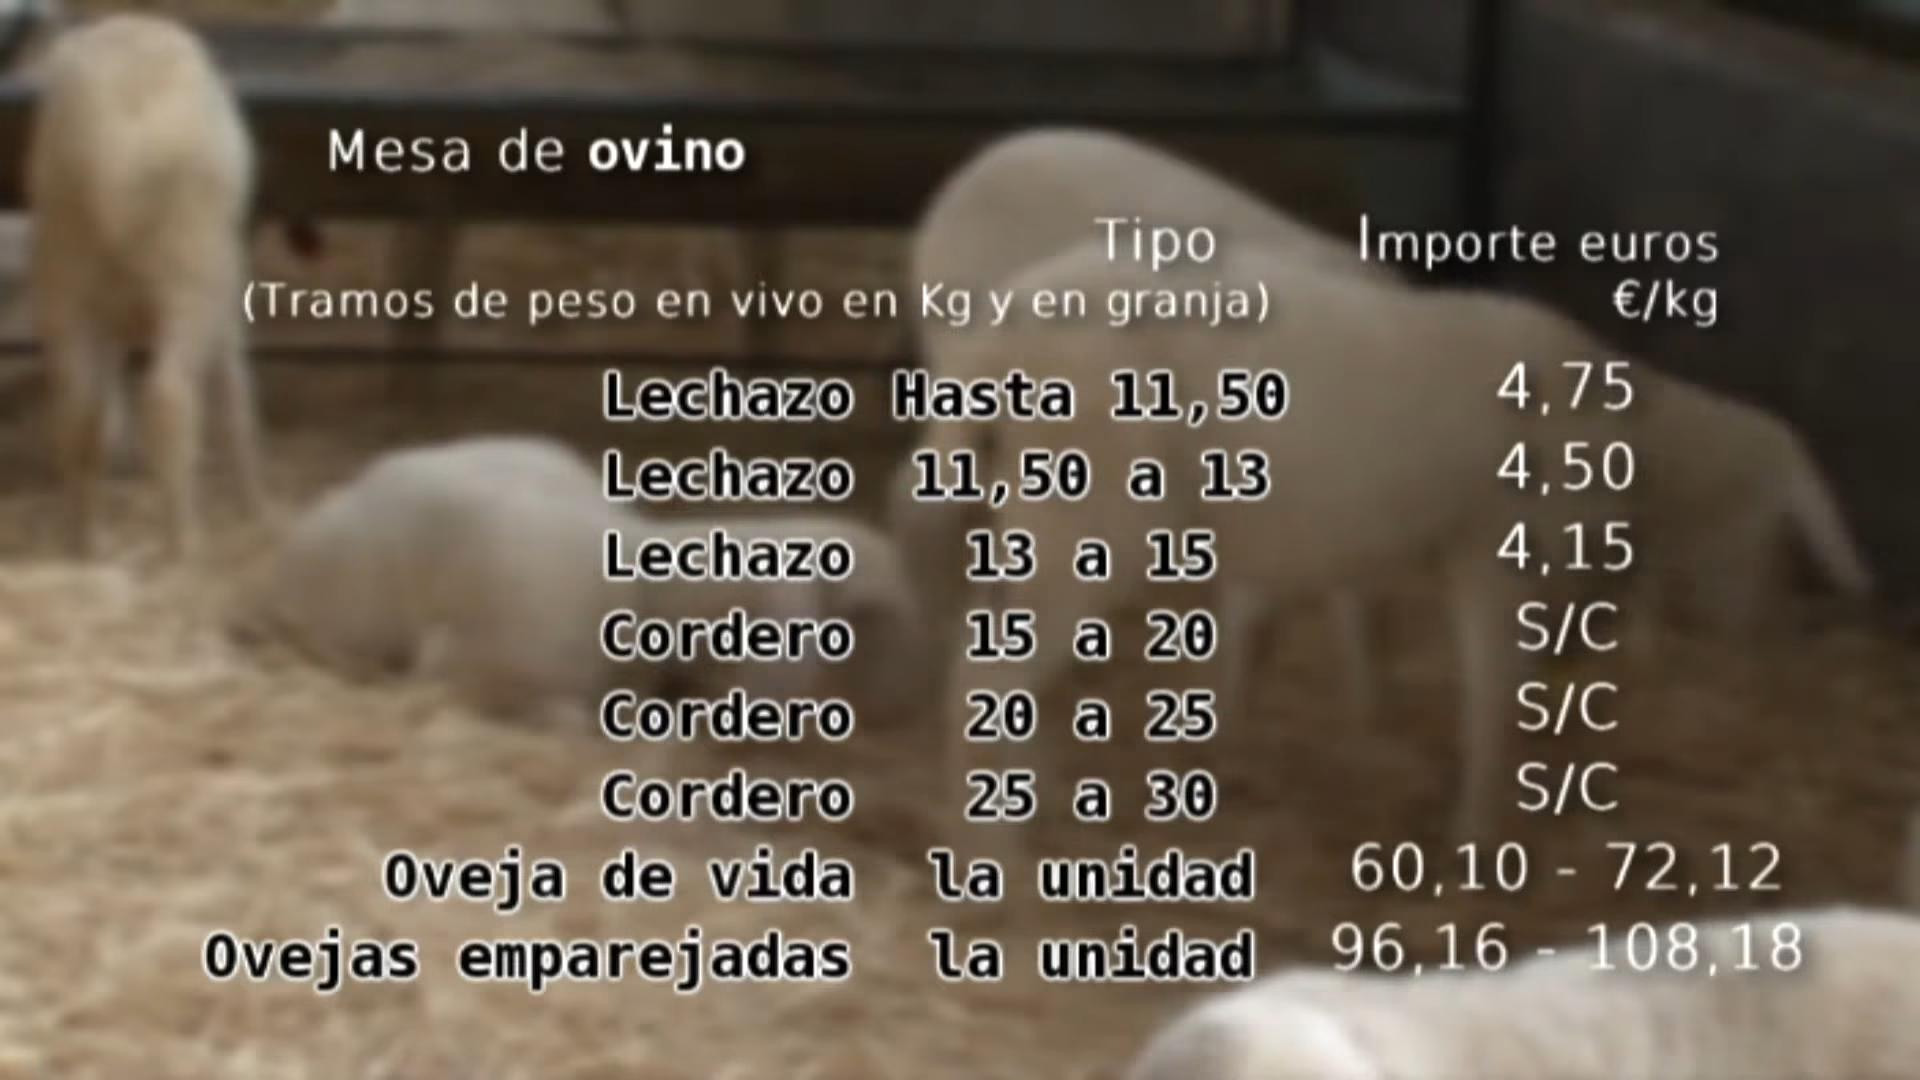 Mesa de ovino
Tipo Importe euros
(Tramos de peso en vivo en Kg y en granja) €/kg
Lechazo Hasta 11,50 4,75
Lechazo 11,50 a 13 4,50
Lechazo 13 a 15 4,15
Cordero 15 a 20 S/C
Cordero 20 a 25 S/C
Cordero 25 a 30 S/C
Oveja de vida la unidad 60,10 - 72,12
Ovejas emparejadas la unidad 96,16 - 108,18